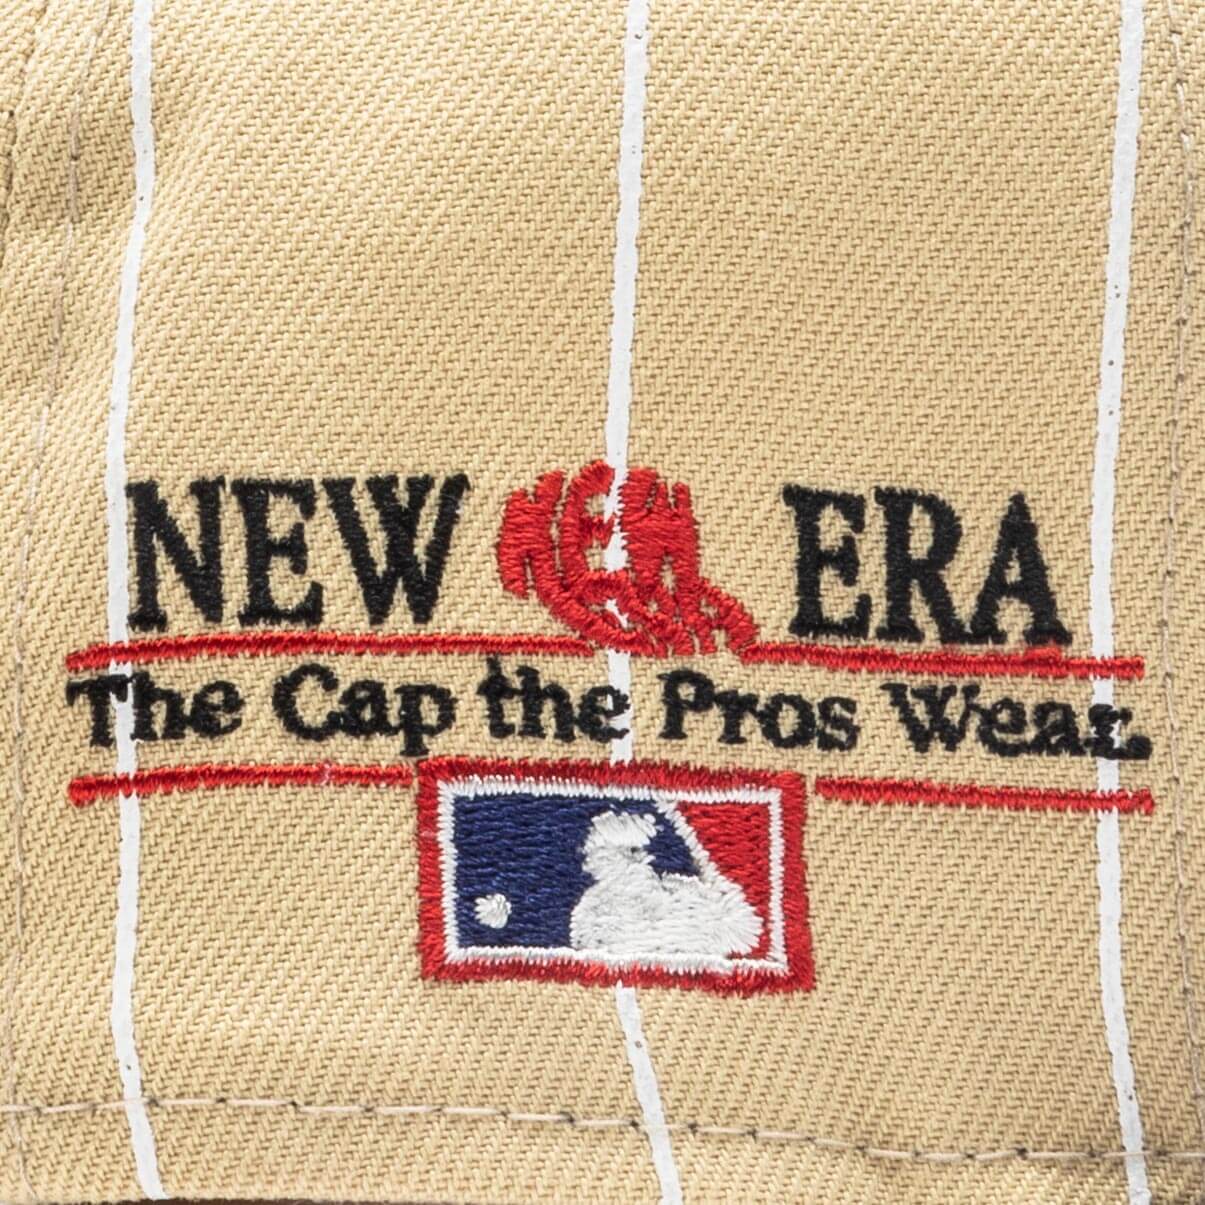 NEW ERA
The Cap the Pros Wear.